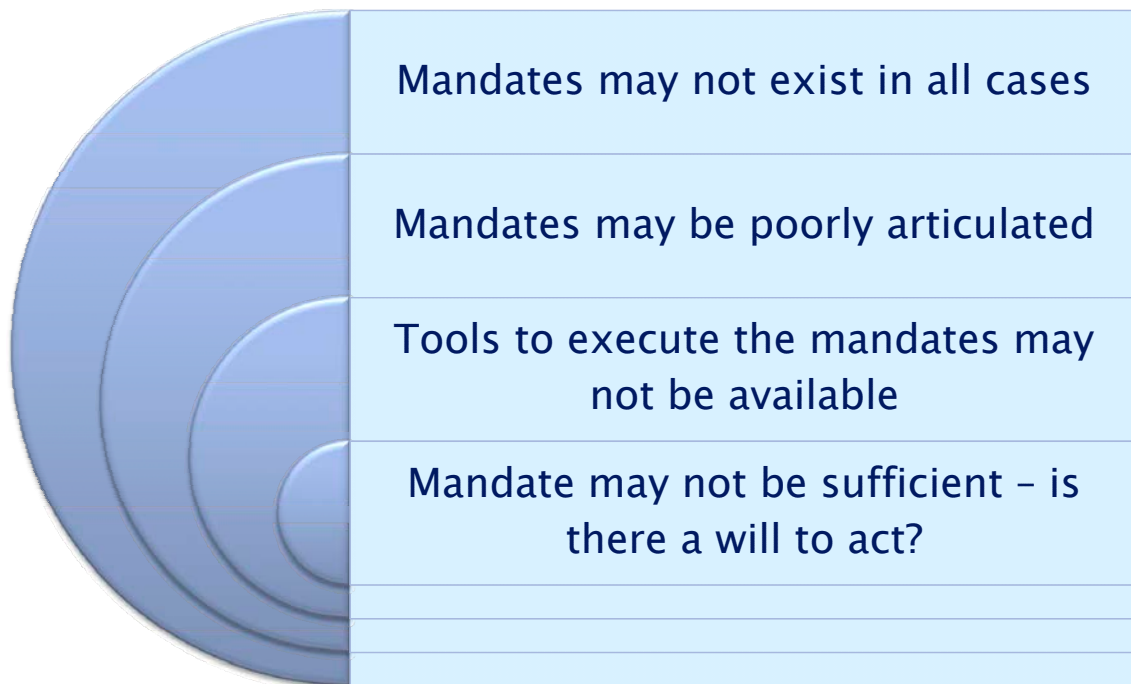 Mandates may not exist in all cases
Mandates may be poorly articulated
Tools to execute the mandates may
not be available
Mandate may not be sufficient – is
there a will to act?